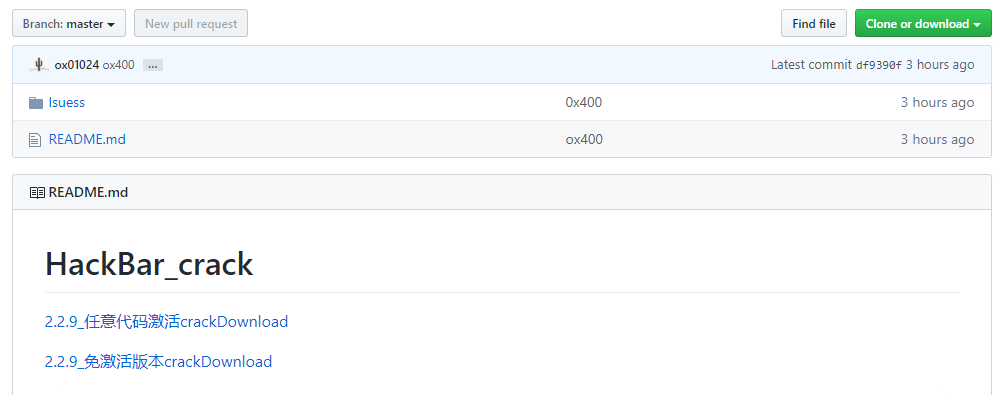 Branch: master New pull request Find file Clone or download
ox01024 ox400 ... Latest commit df9390f 3 hours ago
Isuess 0x400 3 hours ago
README.md ox400 3 hours ago
README.md
HackBar_crack
2.2.9_任意代码激活crackDownload
2.2.9_免激活版本crackDownload